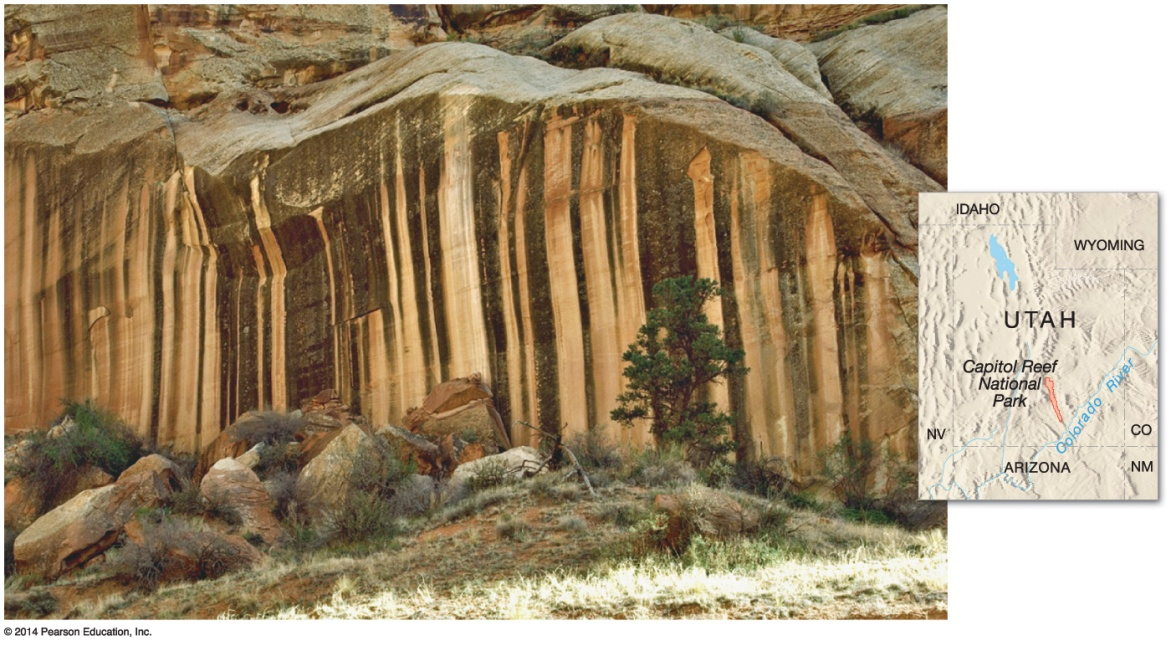 IDAHO
WYOMING
UTAH
Capitol Reef
National
Park
Colorado River
NV
CO
ARIZONA
NM
© 2014 Pearson Education, Inc.